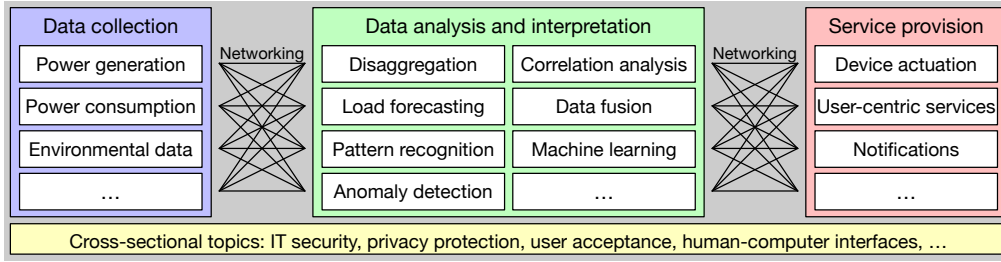 Data collection
Power generation
Power consumption
Environmental data
…
Networking
Data analysis and interpretation
Disaggregation
Correlation analysis
Load forecasting
Data fusion
Pattern recognition
Machine learning
Anomaly detection
…
Networking
Service provision
Device actuation
User-centric services
Notifications
…
Cross-sectional topics: IT security, privacy protection, user acceptance, human-computer interfaces, …